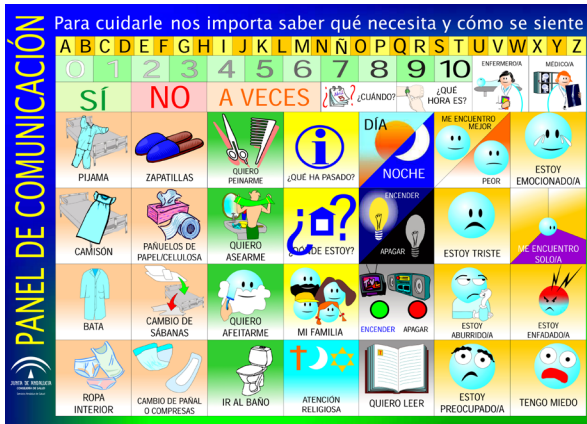 Para cuidarle nos importa saber qué necesita y cómo se siente
PANEL DE COMUNICACIÓN
A B C D E F G H I J K L M N Ñ O P Q R S T U V W X Y Z
0 1 2 3 4 5 6 7 8 9 10
ENFERMERO/A
MÉDICO/A
SÍ
NO
A VECES
¿CUÁNDO?
¿QUÉ
HORA ES?
PIJAMA
ZAPATILLAS
QUIERO
PEINARME
¿QUÉ HA PASADO?
DÍA
NOCHE
ME ENCUENTRO
MEJOR
PEOR
ESTOY
EMOCIONADO/A
CAMISÓN
PAÑUELOS DE
PAPEL/CELULOSA
QUIERO
ASEARME
¿DÓNDE ESTOY?
ENCENDER
APAGAR
ESTOY TRISTE
ME ENCUENTRO
SOLO/A
BATA
CAMBIO DE
SÁBANAS
QUIERO
AFEITARME
MI FAMILIA
ENCENDER
APAGAR
ESTOY
ABURRIDO/A
ESTOY
ENFADADO/A
ROPA
INTERIOR
CAMBIO DE PAÑAL
O COMPRESAS
IR AL BAÑO
ATENCIÓN
RELIGIOSA
QUIERO LEER
ESTOY
PREOCUPADO/A
TENGO MIEDO
JUNTA DE ANDALUCIA
CONSEJERÍA DE SALUD